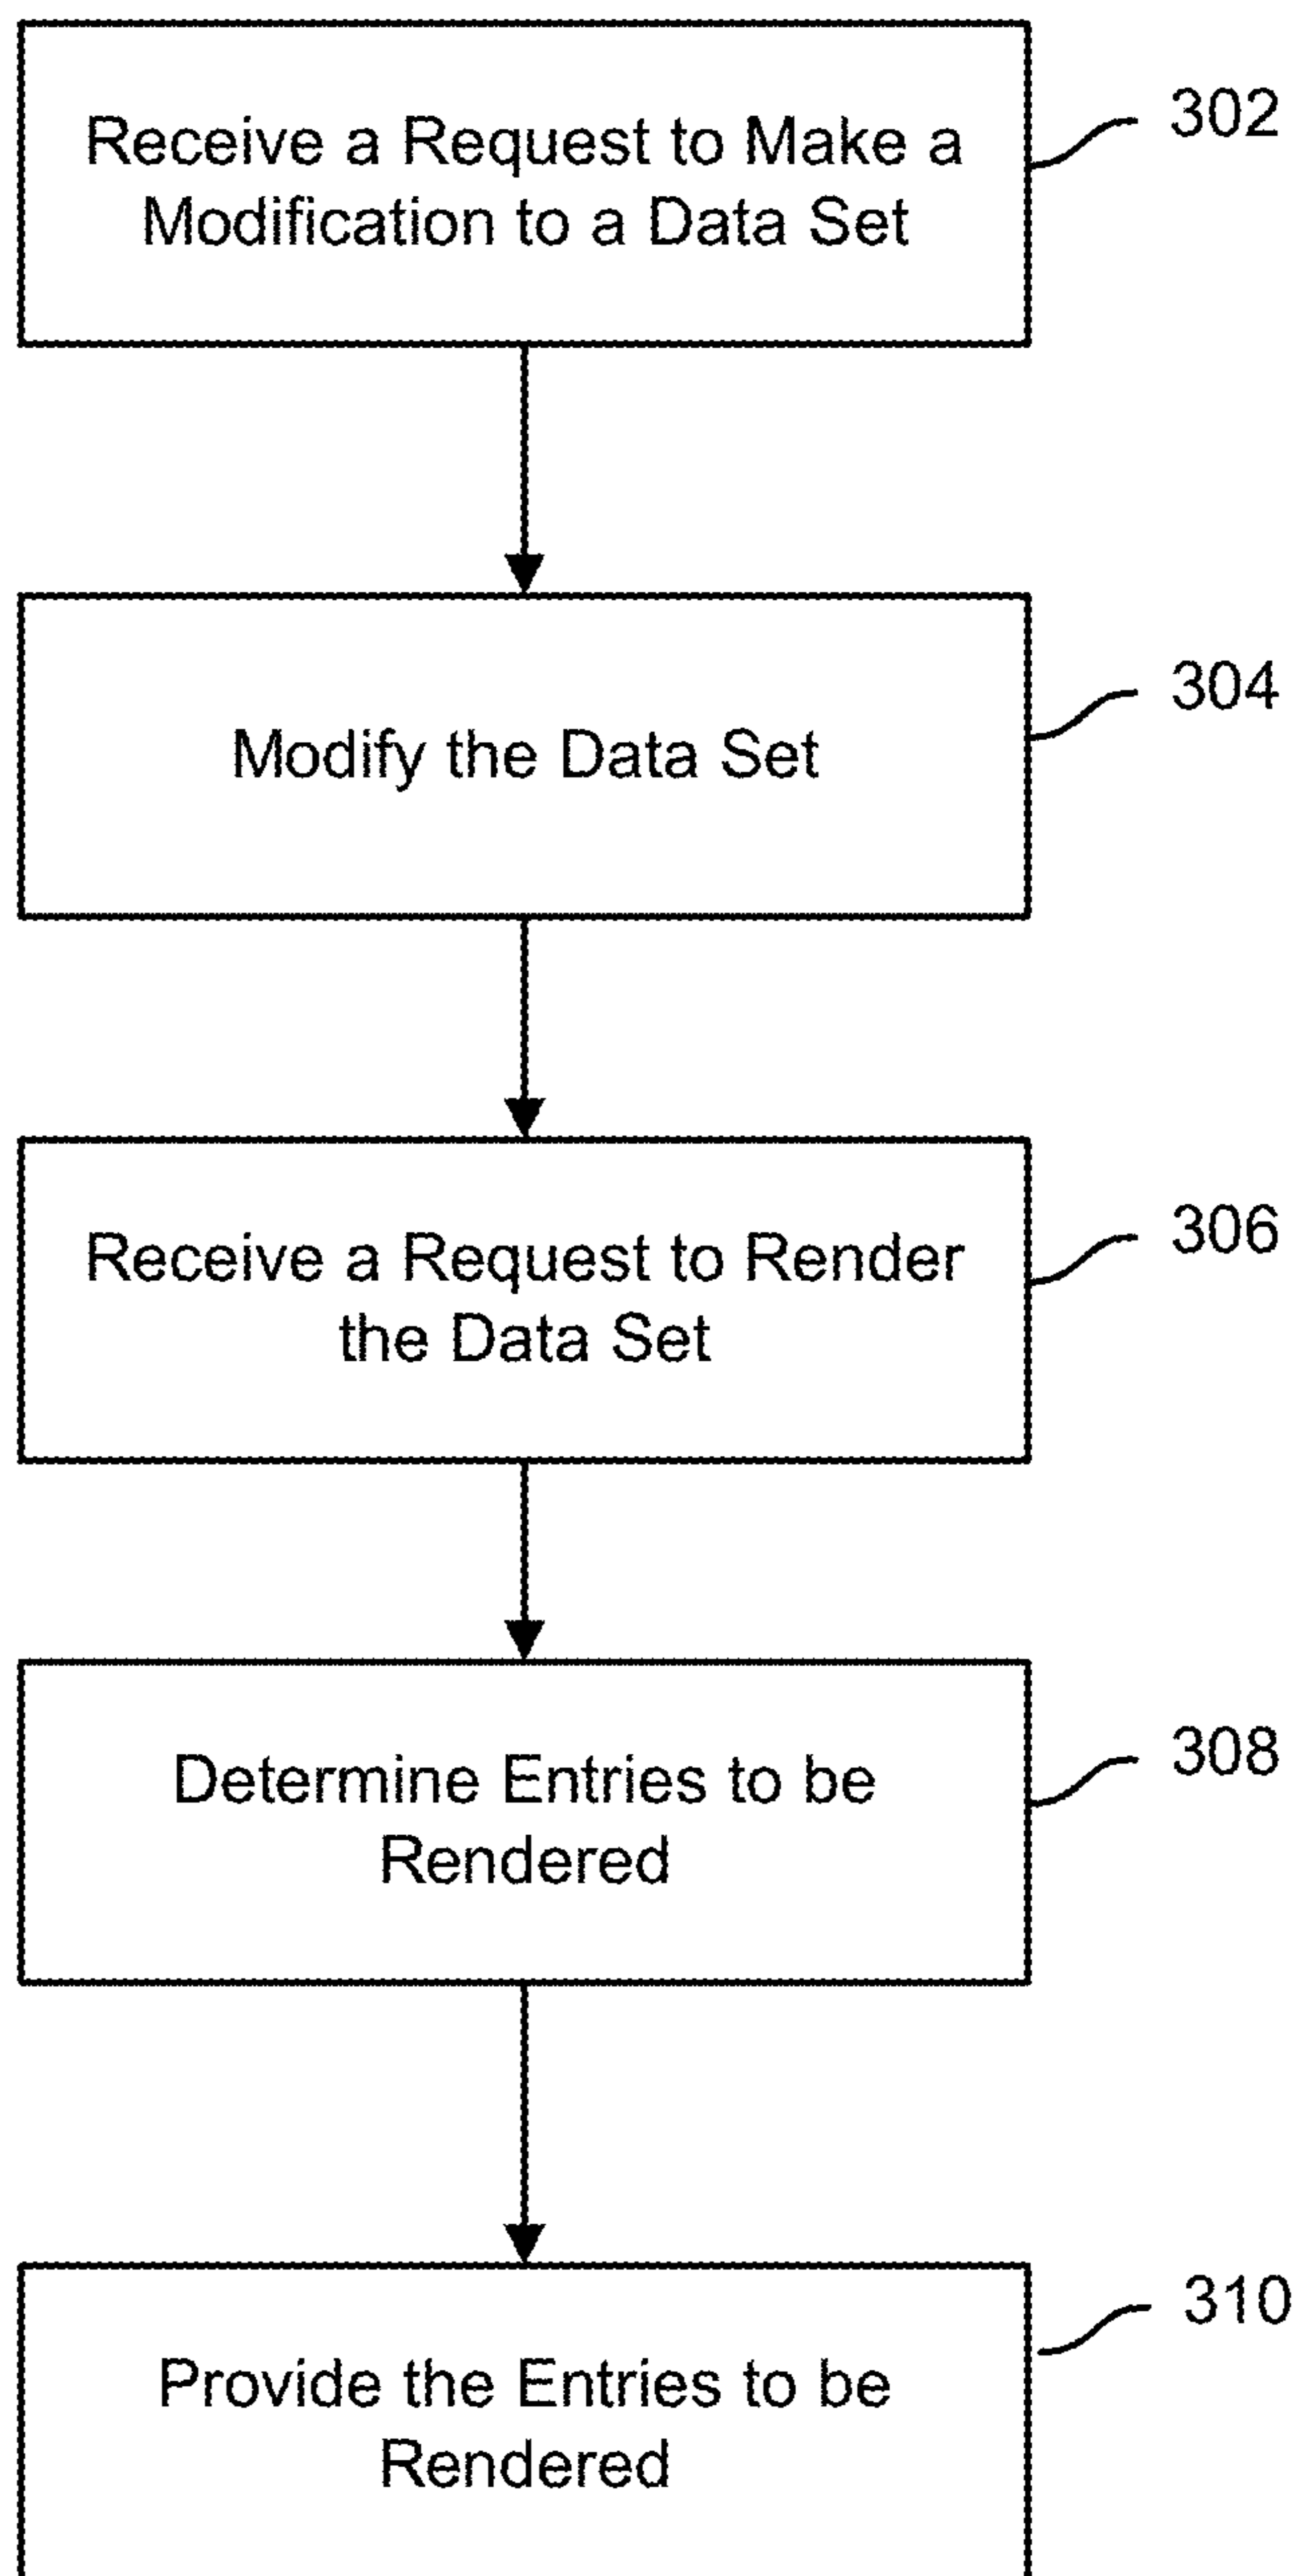 Receive a Request to Make a
Modification to a Data Set
302
Modify the Data Set
304
Receive a Request to Render
the Data Set
306
Determine Entries to be
Rendered
308
Provide the Entries to be
Rendered
310